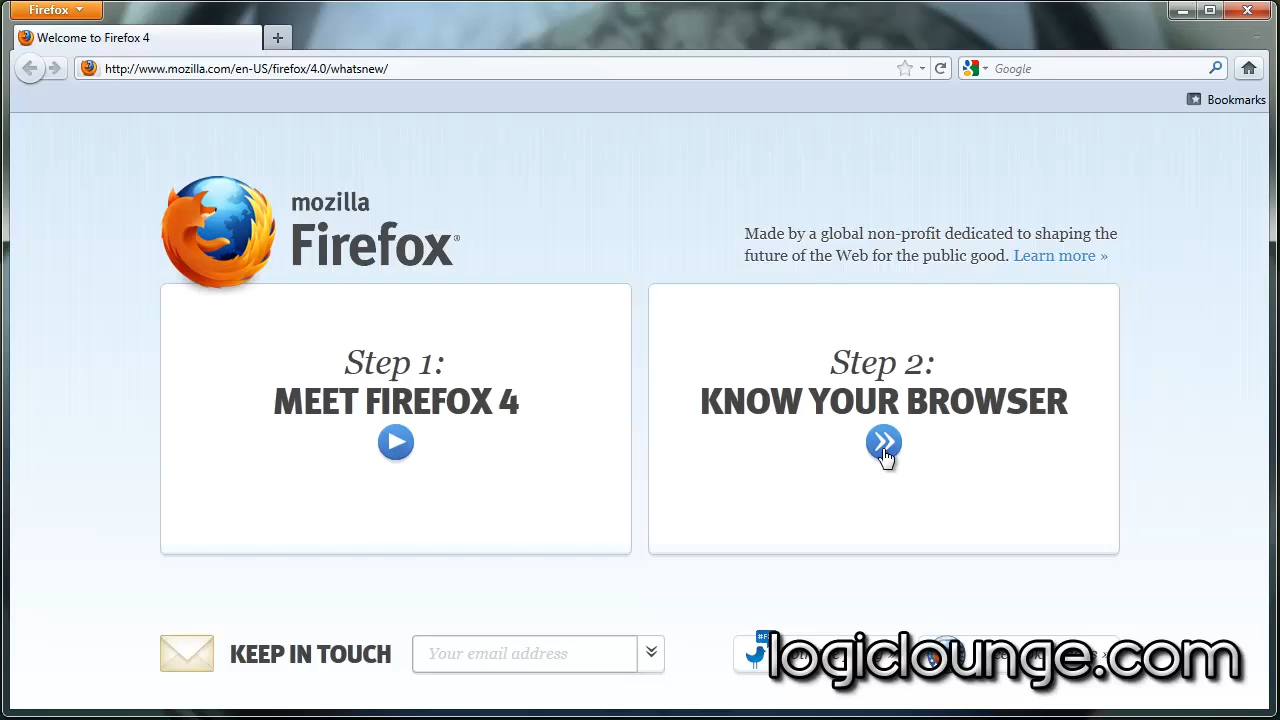 Firefox
Welcome to Firefox 4
http://www.mozilla.com/en-US/firefox/4.0/whatsnew/
Google
Bookmarks
mozilla
Firefox®
Made by a global non-profit dedicated to shaping the
future of the Web for the public good. Learn more »
Step 1:
MEET FIREFOX 4
Step 2:
KNOW YOUR BROWSER
KEEP IN TOUCH
Your email address
logiclounge.com